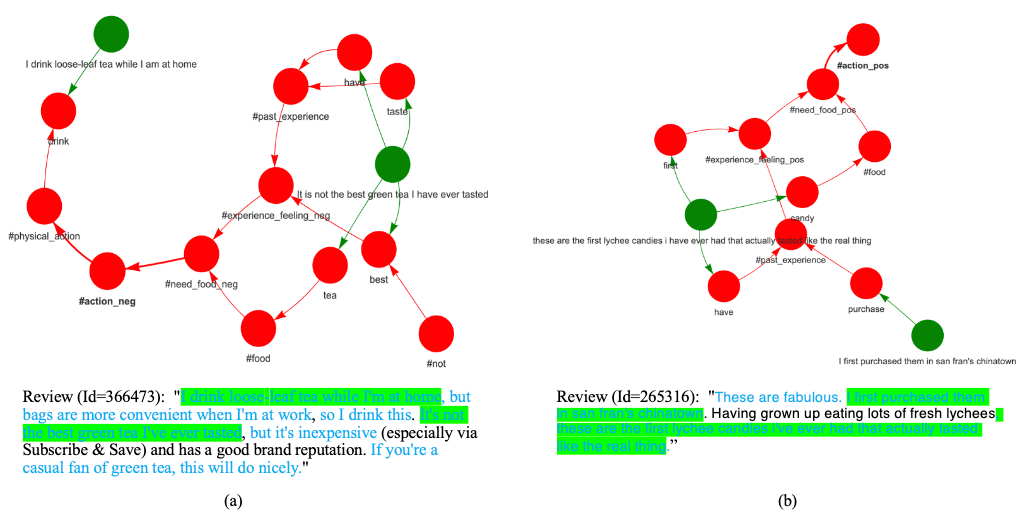 I drink loose-leaf tea while I am at home
drink
#physical_action
#action_neg
#need_food_neg
#food
tea
best
#not
#experience_feeling_neg
It is not the best green tea I have ever tasted
#past_experience
have
taste
Review (Id=366473): "I drink loose-leaf tea while I'm at home, but
bags are more convenient when I'm at work, so I drink this. It's not
the best green tea I've ever tasted, but it's inexpensive (especially via
Subscribe & Save) and has a good brand reputation. If you're a
casual fan of green tea, this will do nicely."
(a)
#action_pos
#need_food_pos
#experience_feeling_pos
first
#food
candy
these are the first lychee candies i have ever had that actually tasted like the real thing
#past_experience
have
purchase
I first purchased them in san fran's chinatown
Review (Id=265316): "These are fabulous. I first purchased them
in san fran's chinatown. Having grown up eating lots of fresh lychees
these are the first lychee candies I've ever had that actually tasted
like the real thing.”
(b)